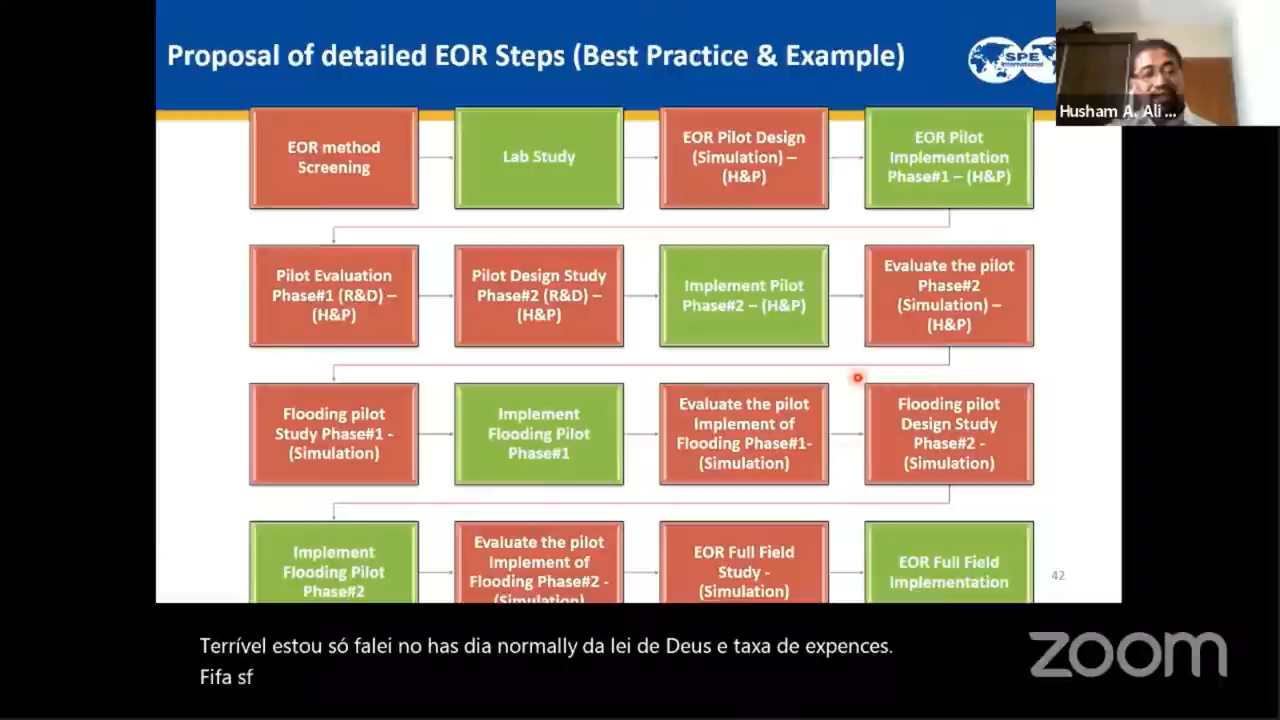 Proposal of detailed EOR Steps (Best Practice & Example)
SPE
International
Husham A. Ali ...
EOR method
Screening
Lab Study
EOR Pilot Design
(Simulation) –
(H&P)
EOR Pilot
Implementation
Phase#1 – (H&P)
Pilot Evaluation
Phase#1 (R&D) –
(H&P)
Pilot Design Study
Phase#2 (R&D) –
(H&P)
Implement Pilot
Phase#2 – (H&P)
Evaluate the pilot
Phase#2
(Simulation) –
(H&P)
Flooding pilot
Study Phase#1 -
(Simulation)
Implement
Flooding Pilot
Phase#1
Evaluate the pilot
Implement of
Flooding Phase#1-
(Simulation)
Flooding pilot
Design Study
Phase#2 -
(Simulation)
Implement
Flooding Pilot
Phase#2
Evaluate the pilot
Implement of
Flooding Phase#2 -
(Simulation)
EOR Full Field
Study -
(Simulation)
EOR Full Field
Implementation
42
Terrível estou só falei no has dia normally da lei de Deus e taxa de expences.
Fifa sf
zoom